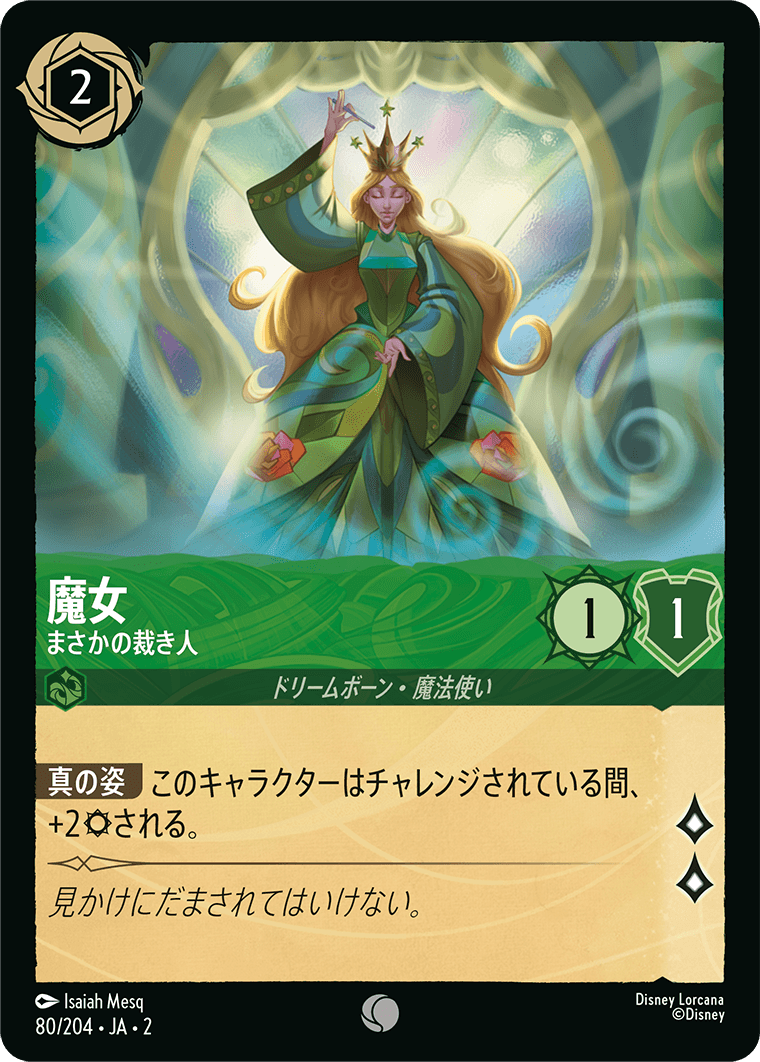 2
魔女
まさかの裁き人
1
1
ドリームボーン・魔法使い
真の姿 このキャラクターはチャレンジされている間、
+2される。
見かけにだまされてはいけない。
Isaiah Mesq
80/204・JA・2
Disney Lorcana
©Disney